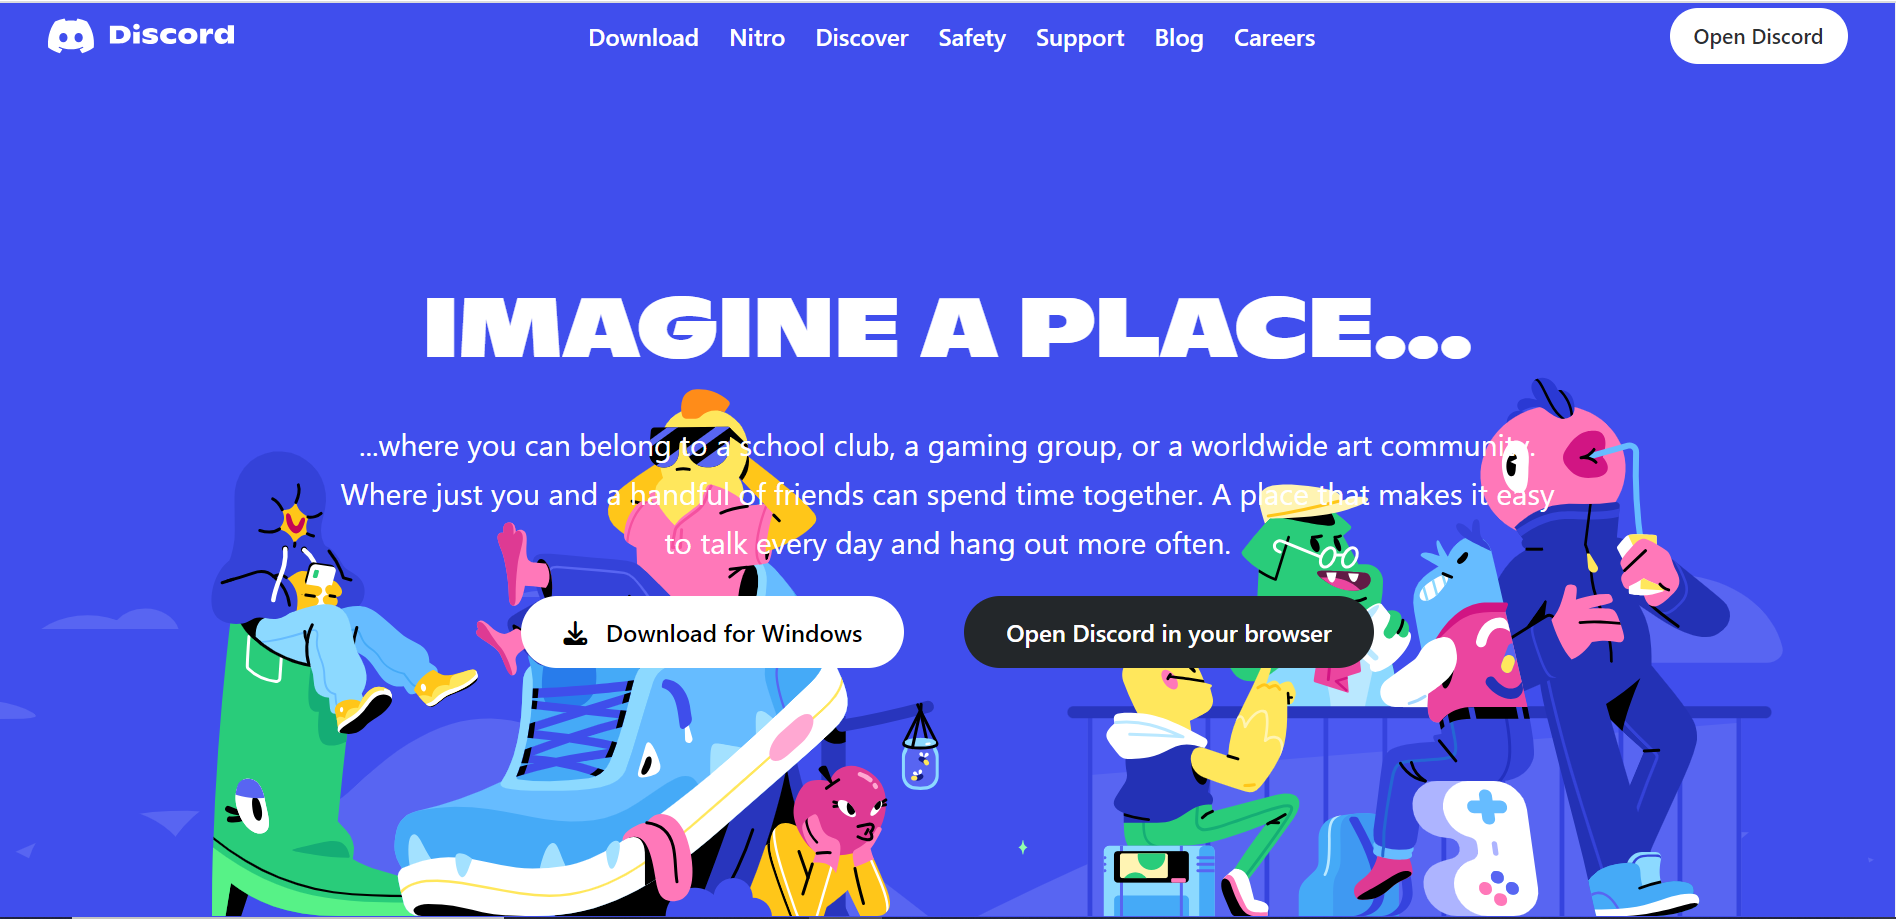 Discord
Download Nitro Discover Safety Support Blog Careers
Open Discord
IMAGINE A PLACE...
...where you can belong to a school club, a gaming group, or a worldwide art community.
Where just you and a handful of friends can spend time together. A place that makes it easy
to talk every day and hang out more often.
Download for Windows
Open Discord in your browser